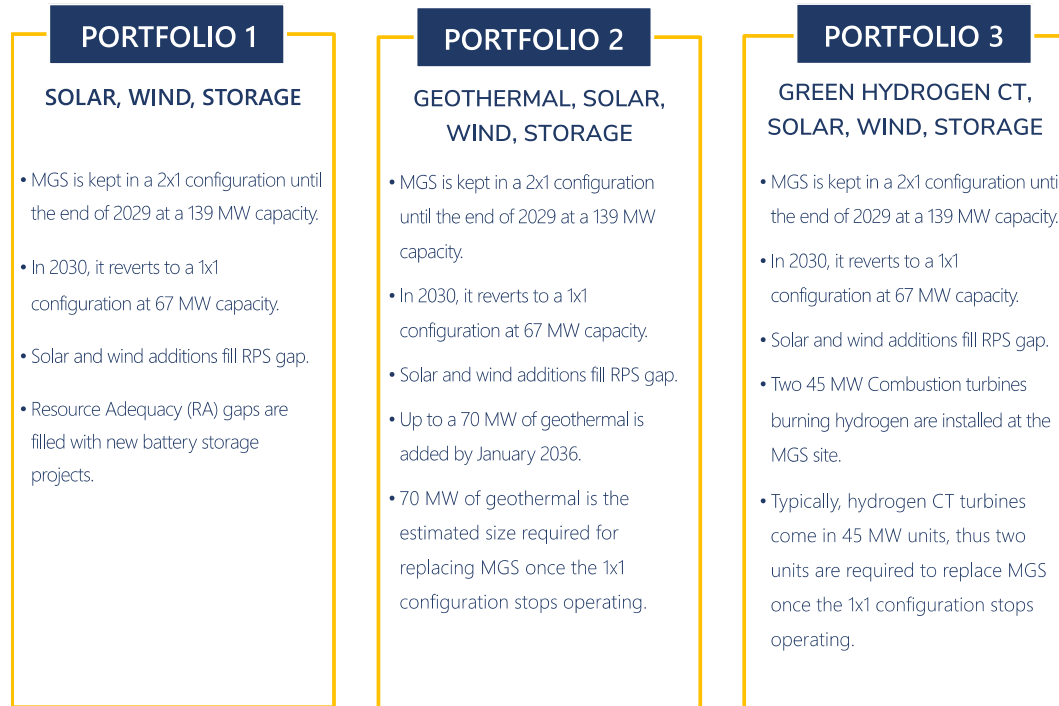 PORTFOLIO 1
SOLAR, WIND, STORAGE
• MGS is kept in a 2x1 configuration until
the end of 2029 at a 139 MW capacity.
• In 2030, it reverts to a 1x1
configuration at 67 MW capacity.
• Solar and wind additions fill RPS gap.
• Resource Adequacy (RA) gaps are
filled with new battery storage
projects.
PORTFOLIO 2
GEOTHERMAL, SOLAR,
WIND, STORAGE
• MGS is kept in a 2x1 configuration
until the end of 2029 at a 139 MW
capacity.
• In 2030, it reverts to a 1x1
configuration at 67 MW capacity.
• Solar and wind additions fill RPS gap.
• Up to a 70 MW of geothermal is
added by January 2036.
• 70 MW of geothermal is the
estimated size required for
replacing MGS once the 1x1
configuration stops operating.
PORTFOLIO 3
GREEN HYDROGEN CT,
SOLAR, WIND, STORAGE
• MGS is kept in a 2x1 configuration unti
the end of 2029 at a 139 MW capacity.
• In 2030, it reverts to a 1x1
configuration at 67 MW capacity.
• Solar and wind additions fill RPS gap.
• Two 45 MW Combustion turbines
burning hydrogen are installed at the
MGS site.
• Typically, hydrogen CT turbines
come in 45 MW units, thus two
units are required to replace MGS
once the 1x1 configuration stops
operating.